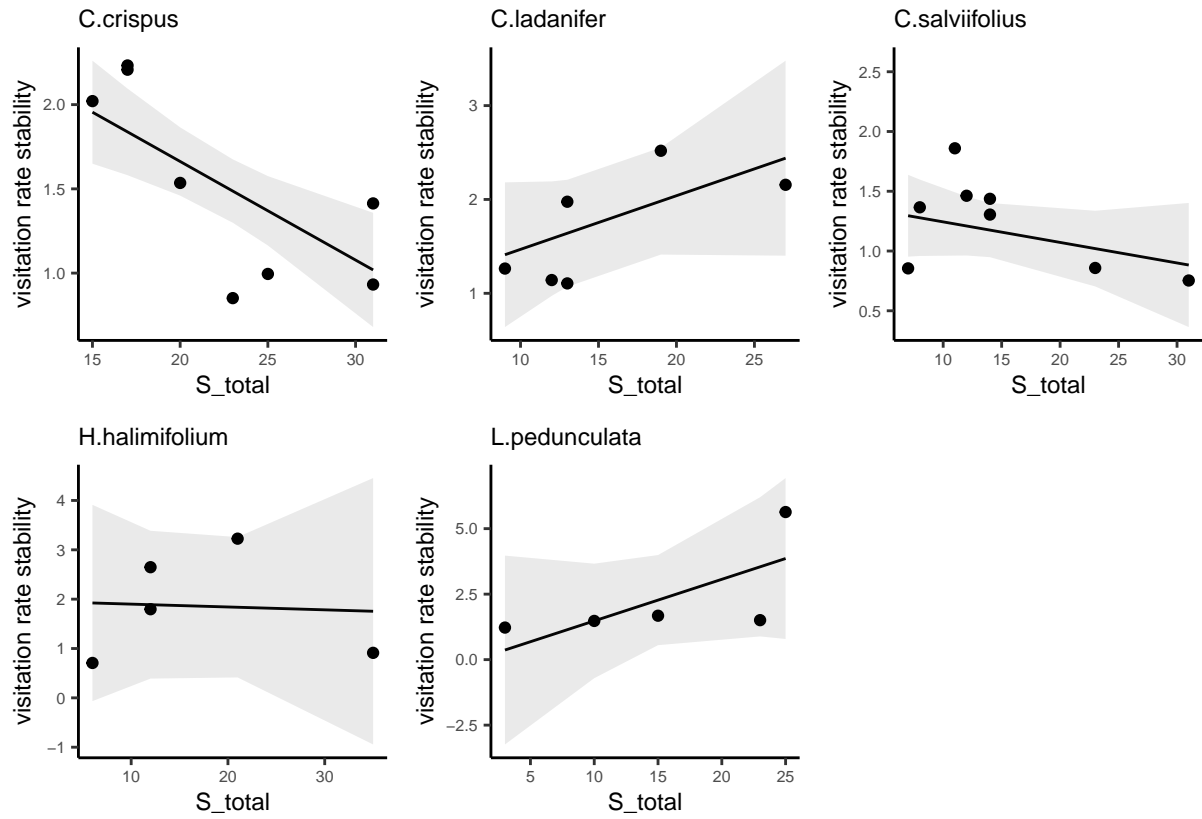 C.crispus
visitation rate stability
2.0
1.5
1.0
15
20
25
30
S_total
C.ladanifer
visitation rate stability
3
2
1
10
15
20
25
S_total
C.salviifolius
visitation rate stability
2.5
2.0
1.5
1.0
0.5
10
15
20
25
30
S_total
H.halimifolium
visitation rate stability
4
3
2
1
0
−1
10
20
30
S_total
L.pedunculata
visitation rate stability
5.0
2.5
0.0
−2.5
5
10
15
20
25
S_total